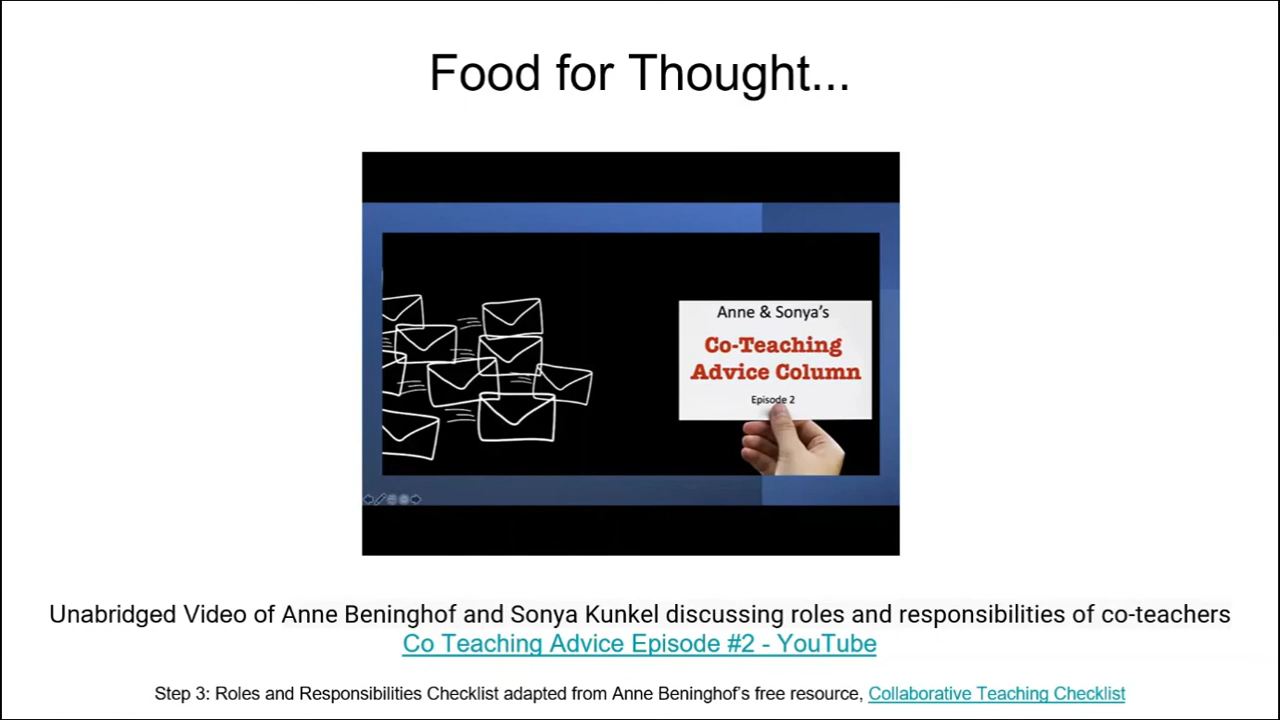 Food for Thought...
Anne & Sonya's
Co-Teaching
Advice Column
Episode 2
Unabridged Video of Anne Beninghof and Sonya Kunkel discussing roles and responsibilities of co-teachers
Co Teaching Advice Episode #2 - YouTube
Step 3: Roles and Responsibilities Checklist adapted from Anne Beninghof's free resource, Collaborative Teaching Checklist